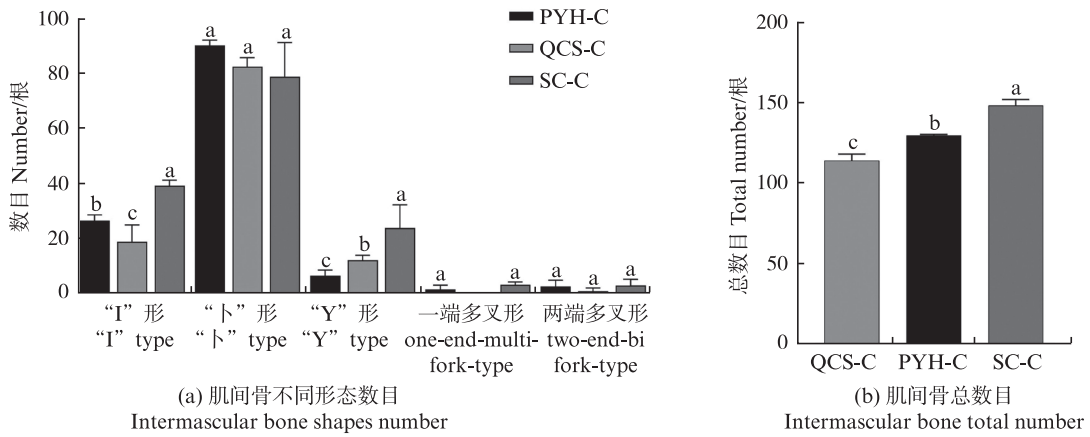 100
80
60
40
20
0
数目 Number/根
PYH-C
QCS-C
SC-C
b
c
a
a
a
a
c
b
a
a
a
a
a
a
“I” 形
“I” type
“卜” 形
“卜” type
“Y” 形
“Y” type
一端多叉形
one-end-multi-
fork-type
两端多叉形
two-end-bi
fork-type
(a) 肌间骨不同形态数目
Intermascular bone shapes number
200
150
100
50
0
总数目 Total number/根
c
b
a
QCS-C
PYH-C
SC-C
(b) 肌间骨总数目
Intermascular bone total number